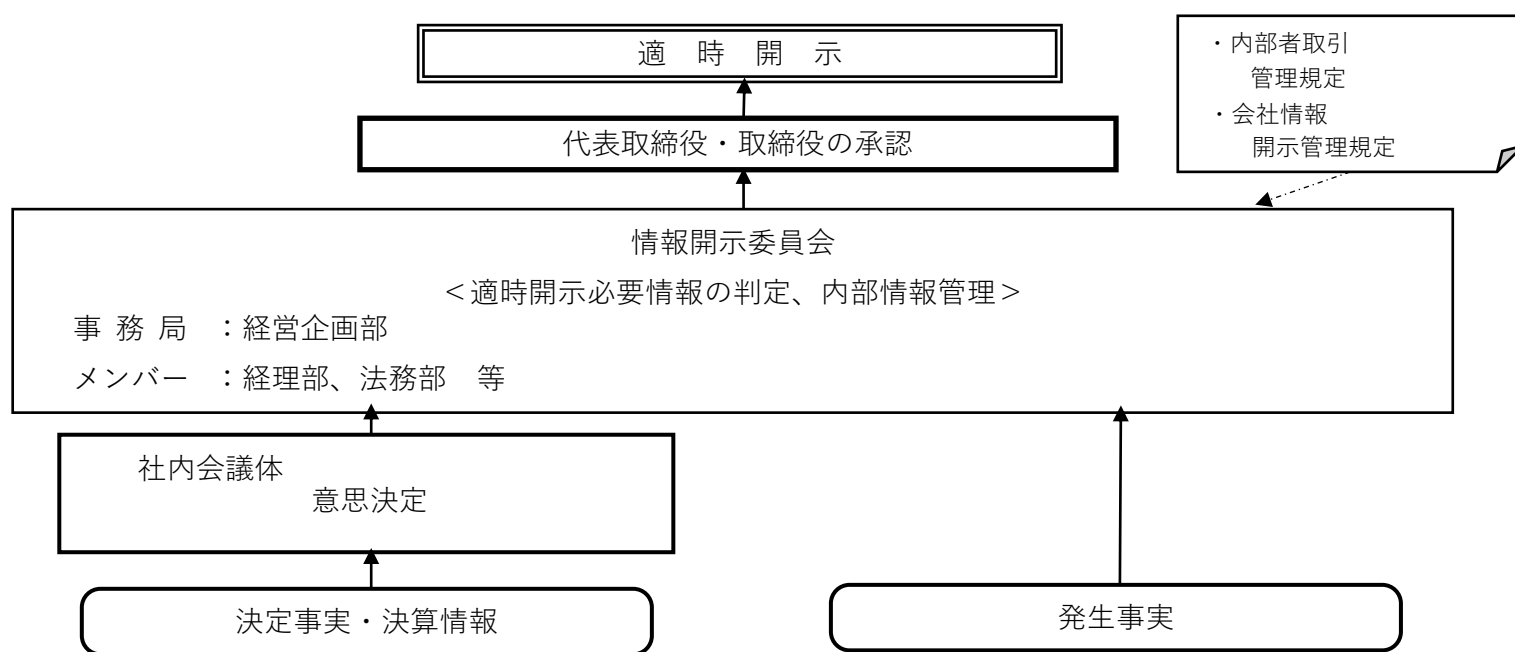 適 時 開 示
・内部者取引
管理規定
・会社情報
開示管理規定
代表取締役・取締役の承認
情報開示委員会
＜適時開示必要情報の判定、内部情報管理＞
事 務 局 ：経営企画部
メンバー ：経理部、法務部 等
社内会議体
意思決定
決定事実・決算情報
発生事実